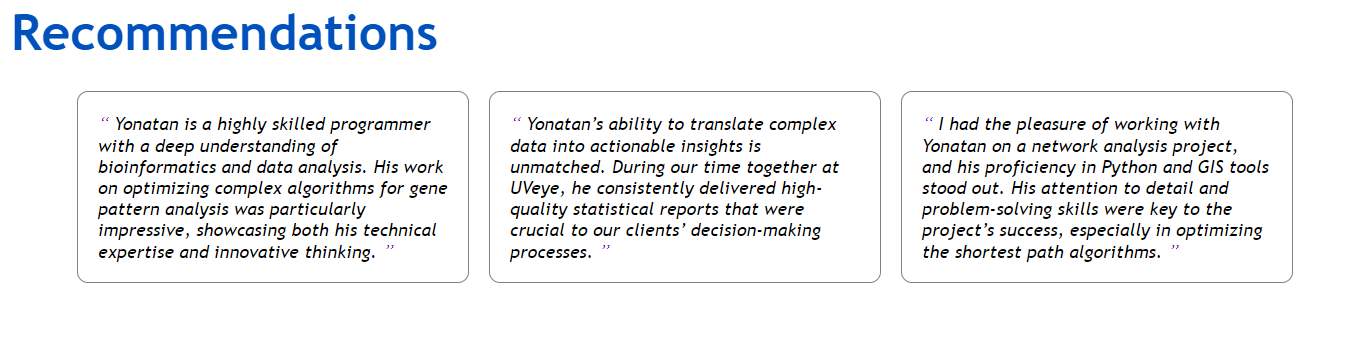 Recommendations
“ Yonatan is a highly skilled programmer
with a deep understanding of
bioinformatics and data analysis. His work
on optimizing complex algorithms for gene
pattern analysis was particularly
impressive, showcasing both his technical
expertise and innovative thinking. ”
“ Yonatan’s ability to translate complex
data into actionable insights is
unmatched. During our time together at
UVeye, he consistently delivered high-
quality statistical reports that were
crucial to our clients’ decision-making
processes. ”
“ I had the pleasure of working with
Yonatan on a network analysis project,
and his proficiency in Python and GIS tools
stood out. His attention to detail and
problem-solving skills were key to the
project’s success, especially in optimizing
the shortest path algorithms. ”